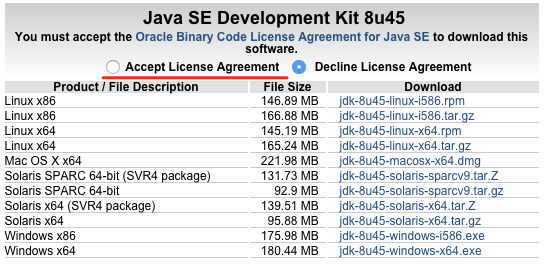 Java SE Development Kit 8u45
You must accept the Oracle Binary Code License Agreement for Java SE to download this
software.
Accept License Agreement Decline License Agreement
Product / File Description File Size Download
Linux x86 146.89 MB jdk-8u45-linux-i586.rpm
Linux x86 166.88 MB jdk-8u45-linux-i586.tar.gz
Linux x64 145.19 MB jdk-8u45-linux-x64.rpm
Linux x64 165.24 MB jdk-8u45-linux-x64.tar.gz
Mac OS X x64 221.98 MB jdk-8u45-macosx-x64.dmg
Solaris SPARC 64-bit (SVR4 package) 131.73 MB jdk-8u45-solaris-sparcv9.tar.Z
Solaris SPARC 64-bit 92.9 MB jdk-8u45-solaris-sparcv9.tar.gz
Solaris x64 (SVR4 package) 139.51 MB jdk-8u45-solaris-x64.tar.Z
Solaris x64 95.88 MB jdk-8u45-solaris-x64.tar.gz
Windows x86 175.98 MB jdk-8u45-windows-i586.exe
Windows x64 180.44 MB jdk-8u45-windows-x64.exe